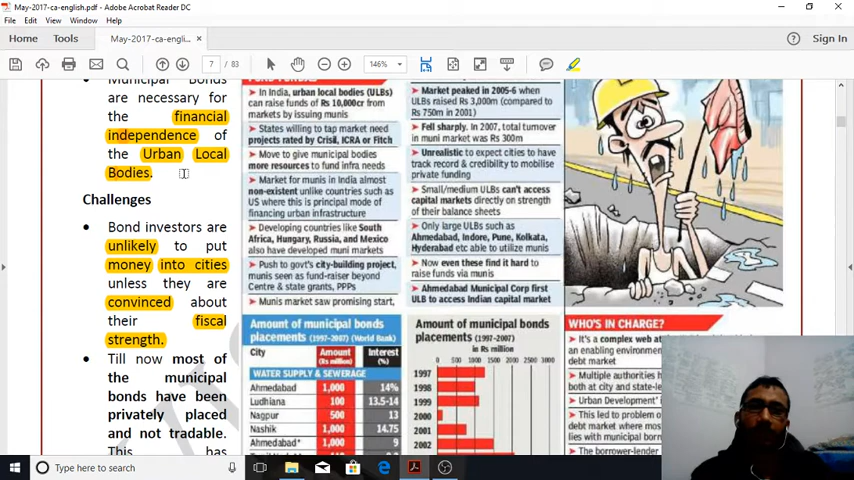 May-2017-ca-english.pdf - Adobe Acrobat Reader DC
File Edit View Window Help
Home Tools May-2017-ca-engli... × Sign In
7 / 83 146%
Municipal Bonds
are necessary for
the financial
independence of
the Urban Local
Bodies.
Challenges
• Bond investors are
unlikely to put
money into cities
unless they are
convinced about
their fiscal
strength.
• Till now most of
the municipal
bonds have been
privately placed
and not tradable.
This has
➤ In India, urban local bodies (ULBs)
can raise funds of Rs 10,000cr from
markets by issuing munis
➤ States willing to tap market need
projects rated by Crisil, ICRA or Fitch
➤ Move to give municipal bodies
more resources to fund infra needs
➤ Market for munis in India almost
non-existent unlike countries such as
US where this is principal mode of
financing urban infrastructure
➤ Developing countries like South
Africa, Hungary, Russia, and Mexico
also have developed muni markets
➤ Push to govt's city-building project,
munis seen as fund-raiser beyond
Centre & state grants, PPPs
➤ Munis market saw promising start,
➤ Market peaked in 2005-6 when
ULBs raised Rs 3,000m (compared to
Rs 750m in 2001)
➤ Fell sharply. In 2007, total turnover
in muni market was Rs 300m
➤ Unrealistic to expect cities to have
track record & credibility to mobilise
private funding
➤ Small/medium ULBs can't access
capital markets directly on strength
of their balance sheets
➤ Only large ULBs such as
Ahmedabad, Indore, Pune, Kolkata,
Hyderabad etc able to utilize munis
➤ Now even these find it hard to
raise funds via munis
➤ Ahmedabad Municipal Corp first
ULB to access Indian capital market
Amount of municipal bonds
placements (1997-2007) (World Bank)
City Amount (Rs million) Interest (%)
WATER SUPPLY & SEWERAGE
Ahmedabad 1,000 14%
Ludhiana 100 13.5-14
Nagpur 500 13
Nashik 1,000 14.75
Ahmedabad* 1,000 9
Amount of municipal bonds
placements (1997-2007)
in Rs million
0 500 1000 1500 2000 2500 3000
1997
1998
1999
2000
2001
2002
WHO'S IN CHARGE?
➤ It's a complex web
an enabling environme
debt market
➤ Multiple authorities h
both at city and state-le
➤ Urban Development
➤ This led to problem o
debt market where mos
lies with municipal borr
➤ The borrower-lender
Type here to search